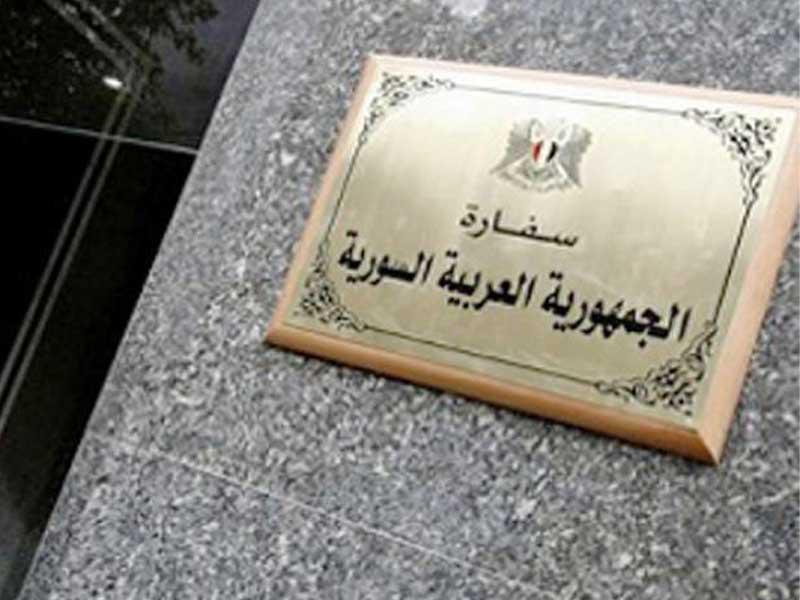 سفارة
الجمهورية العربية السورية